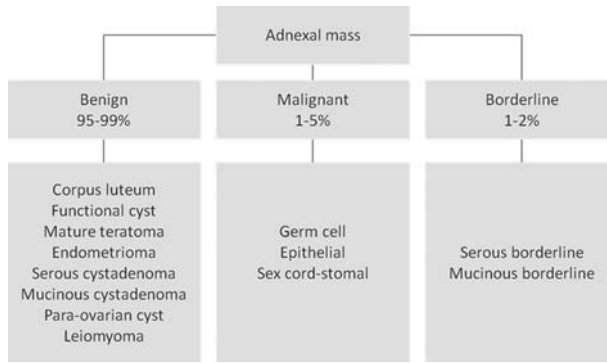 Adnexal mass
Benign
95-99%
Malignant
1-5%
Borderline
1-2%
Corpus luteum
Functional cyst
Mature teratoma
Endometrioma
Serous cystadenoma
Mucinous cystadenoma
Para-ovarian cyst
Leiomyoma
Germ cell
Epithelial
Sex cord-stomal
Serous borderline
Mucinous borderline